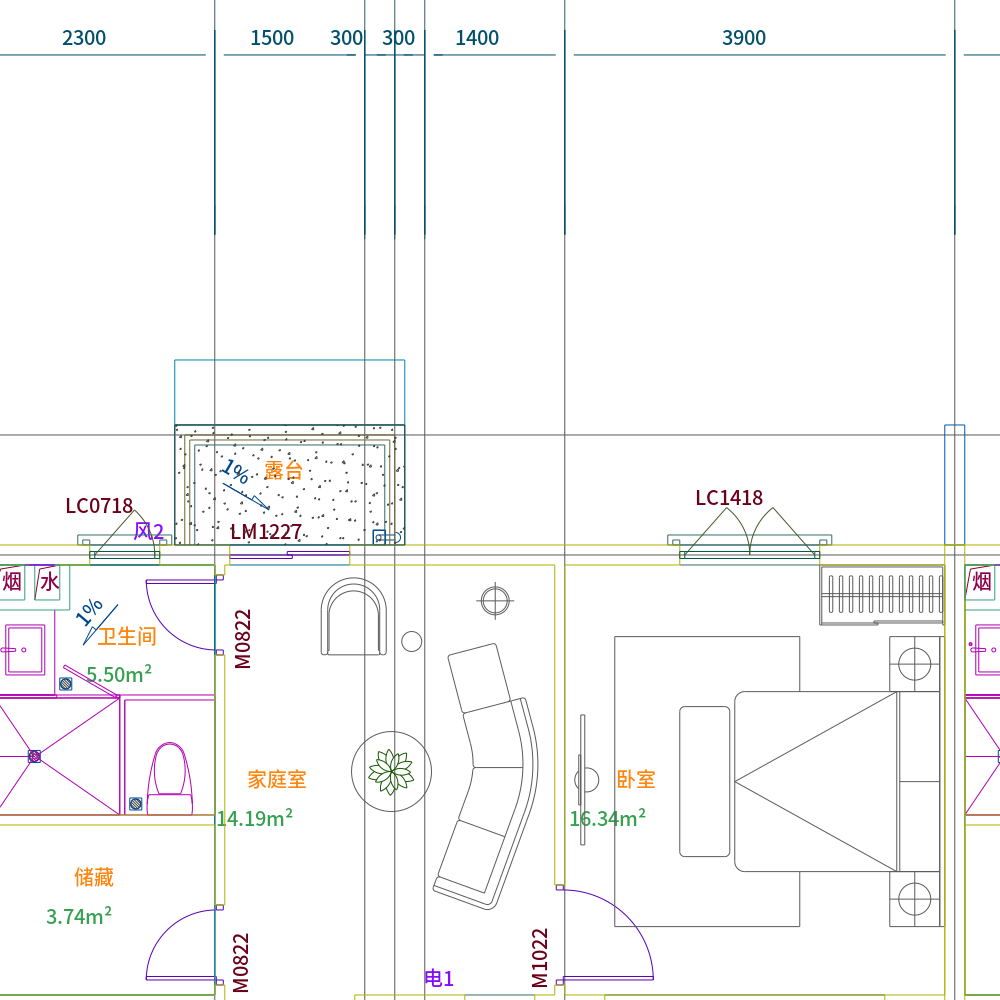 2300
1500
300
300
1400
3900
1%
露台
LC0718
LC1418
风2
LM1227
烟
水
烟
1%
卫生间
M0822
5.50m²
家庭室
卧室
14.19m²
16.34m²
储藏
3.74m²
M0822
M1022
电1